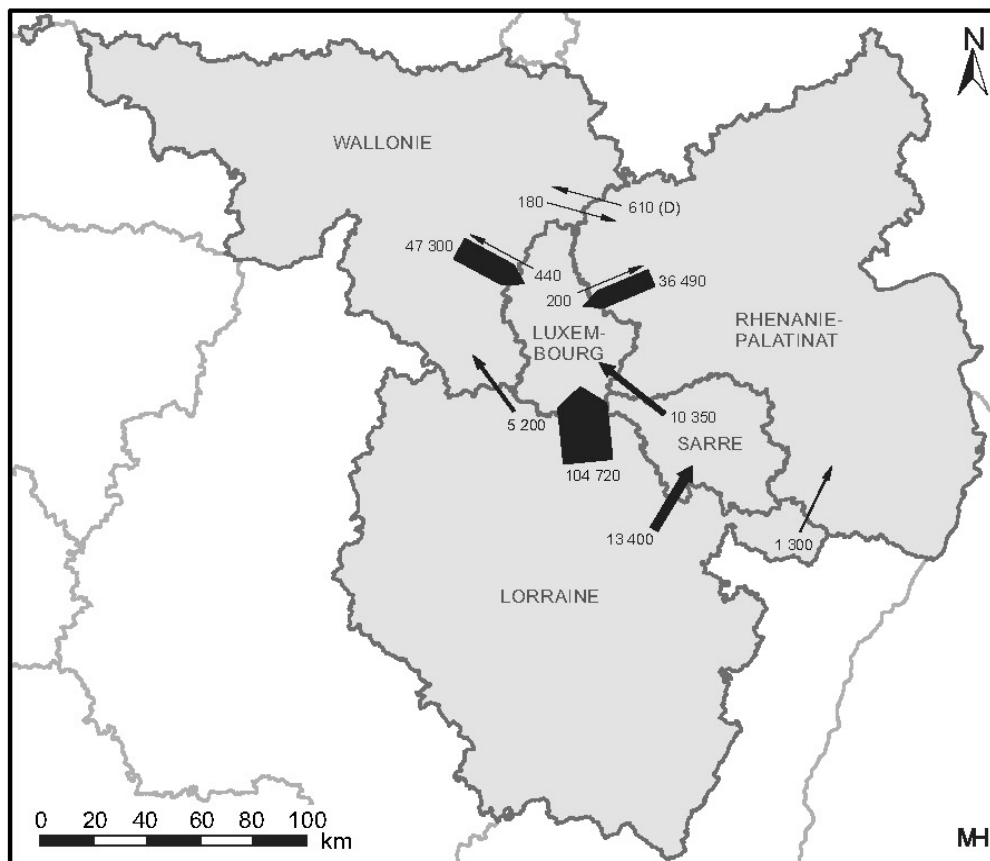 N
WALLONIE
180
610 (D)
47 300
440
200
36 490
LUXEM-
BOURG
RHENANIE-
PALATINAT
5 200
10 350
SARRE
104 720
13 400
1 300
LORRAINE
0 20 40 60 80 100
km
MH